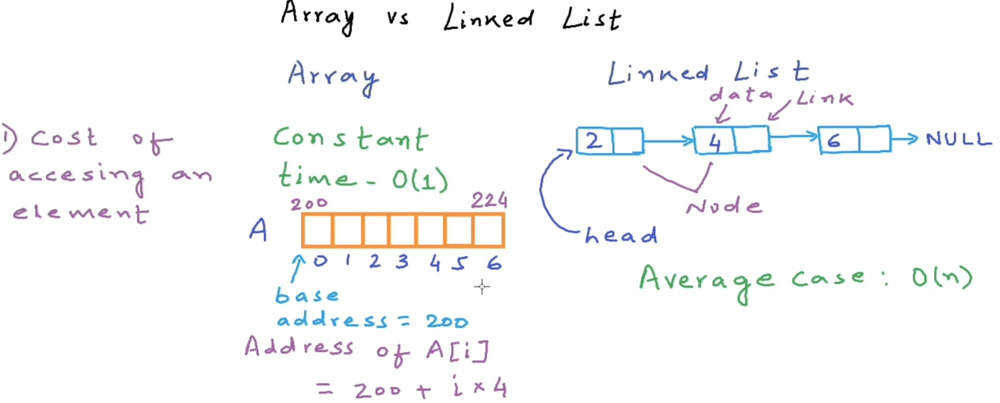 Array vs Linked List
Array
Linked List
data Link
1) Cost of
accesing an
element
Constant
time - O(1)
200 224
A
0 1 2 3 4 5 6
base
address = 200
Address of A[i]
= 200 + i × 4
2 4 6 NULL
Node
head
Average case : O(n)